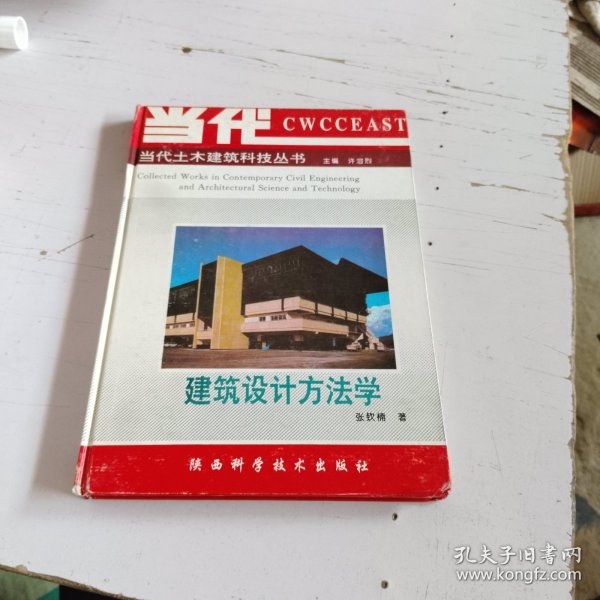 当代
CWCCEAST
当代土木建筑科技丛书 主编 许溶烈
Collected Works in Contemporary Civil Engineering
and Architectural Science and Technology
建筑设计方法学
张钦楠 著
陕西科学技术出版社
孔夫子旧书网
www.kongfz.com